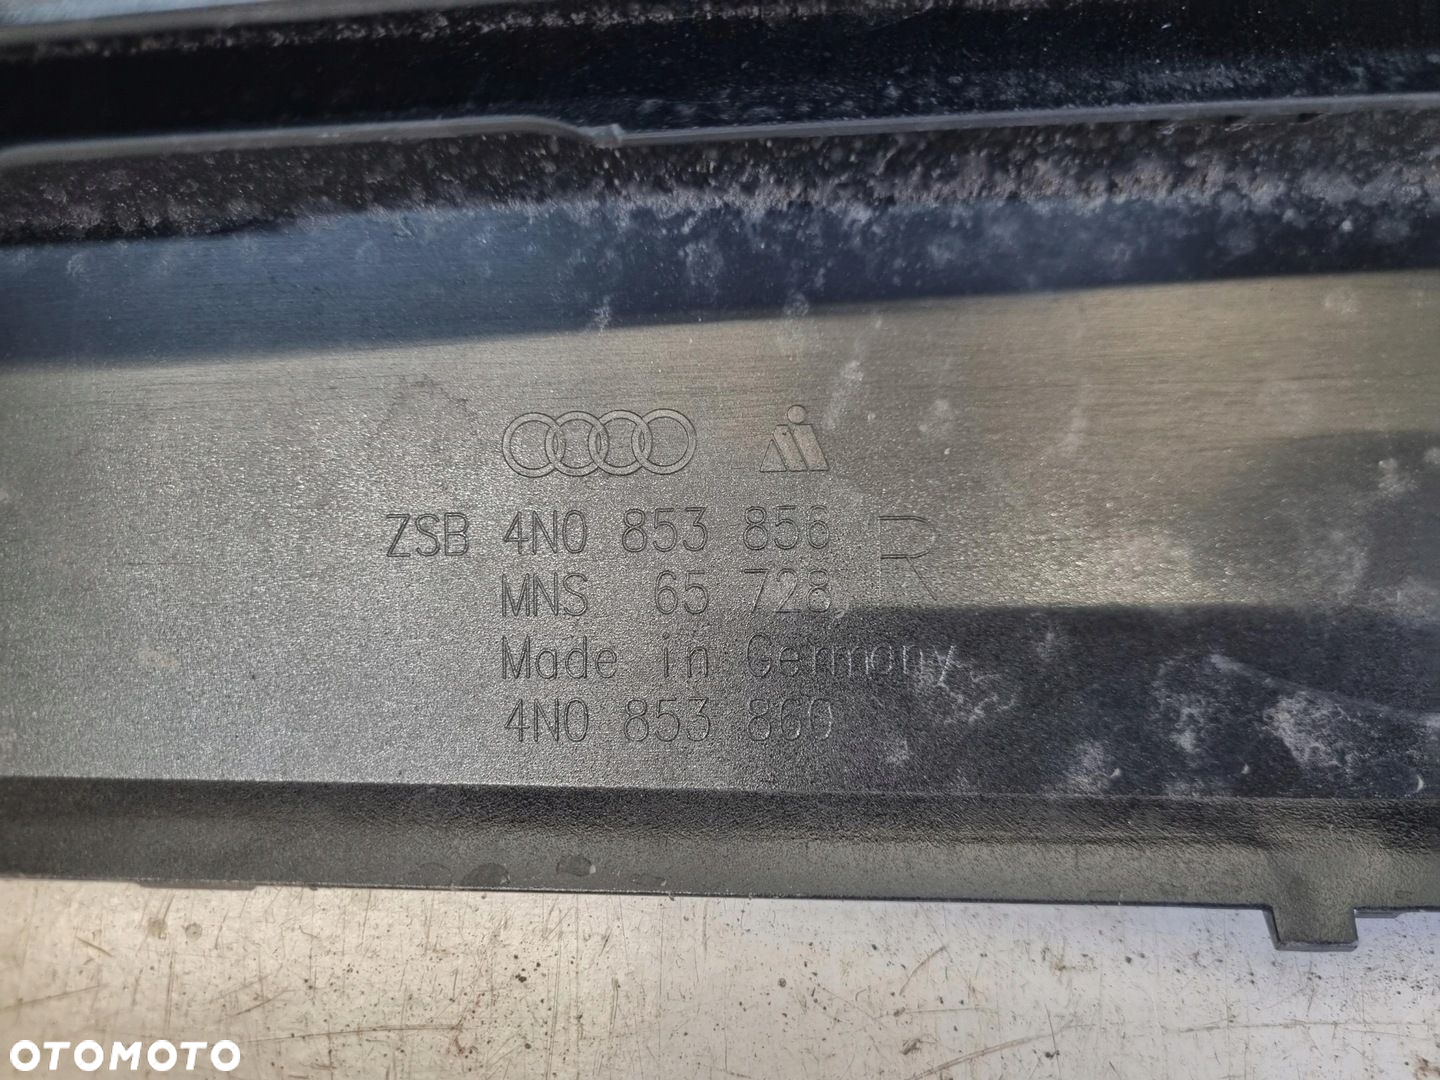 ZSB 4N0 853 856 R
MNS 65 728
Made in Germany
4N0 853 860
OTOMOTO